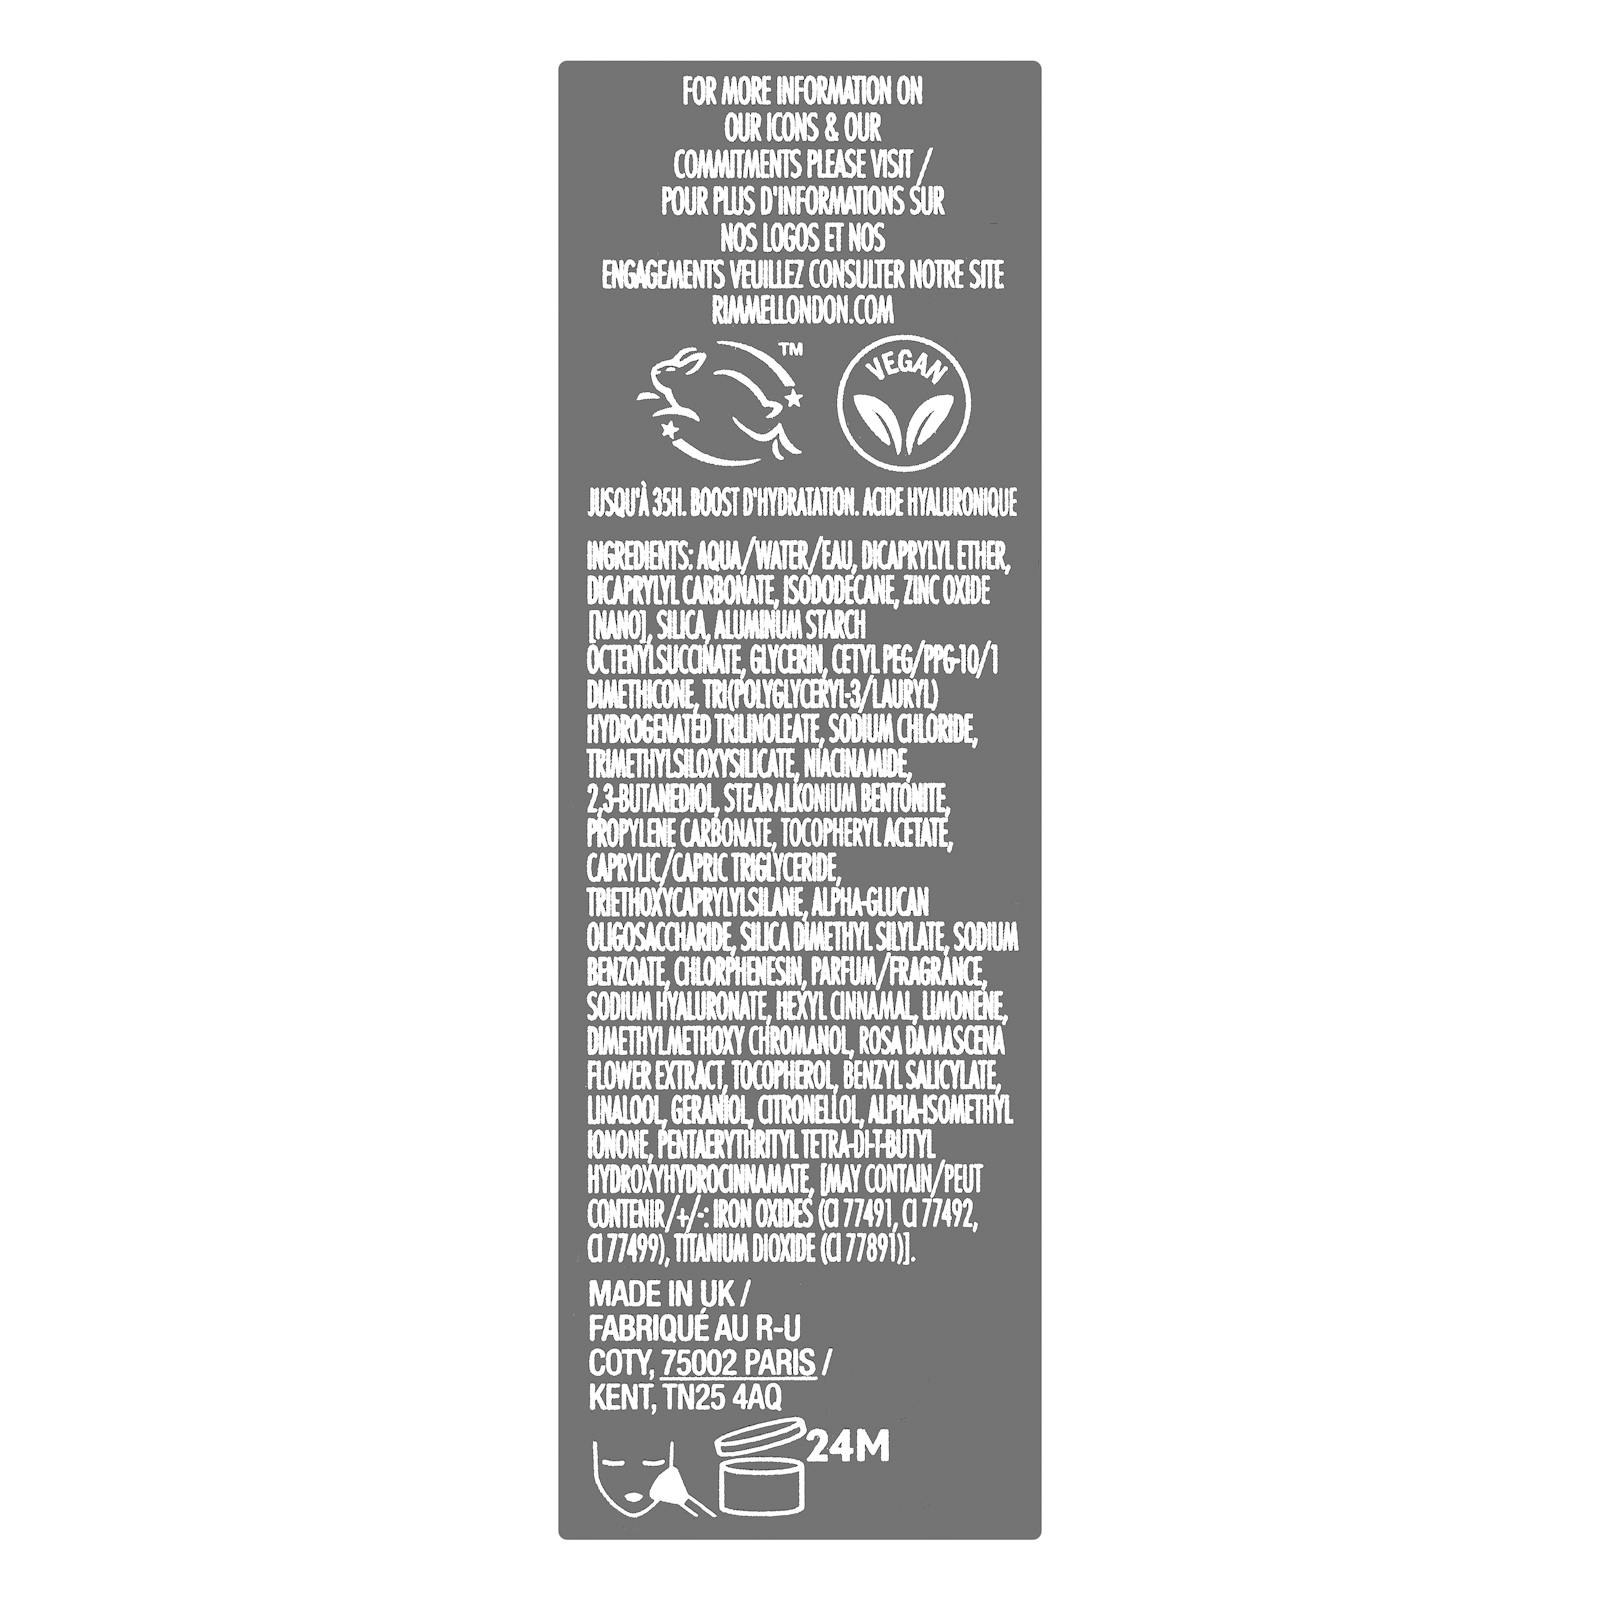 FOR MORE INFORMATION ON
OUR ICONS & OUR
COMMITMENTS PLEASE VISIT /
POUR PLUS D'INFORMATIONS SUR
NOS LOGOS ET NOS
ENGAGEMENTS VEUILLEZ CONSULTER NOTRE SITE
RIMMELLONDON.COM
TM
VEGAN
JUSQU'À 35H. BOOST D'HYDRATATION. ACIDE HYALURONIQUE
INGREDIENTS: AQUA/WATER/EAU, DICAPRYLYL ETHER,
DICAPRYLYL CARBONATE, ISODODECANE, ZINC OXIDE
[NANO], SILICA, ALUMINUM STARCH
OCTENYLSUCCINATE, GLYCERIN, CETYL PEG/PPG-10/1
DIMETHICONE, TRI(POLYGLYCERYL-3/LAURYL)
HYDROGENATED TRILINOLEATE, SODIUM CHLORIDE,
TRIMETHYLSILOXYSILICATE, NIACINAMIDE,
2,3-BUTANEDIOL, STEARALKONIUM BENTONITE,
PROPYLENE CARBONATE, TOCOPHERYL ACETATE,
CAPRYLIC/CAPRIC TRIGLYCERIDE,
TRIETHOXYCAPRYLYLSILANE, ALPHA-GLUCAN
OLIGOSACCHARIDE, SILICA DIMETHYL SILYLATE, SODIUM
BENZOATE, CHLORPHENESIN, PARFUM/FRAGRANCE,
SODIUM HYALURONATE, HEXYL CINNAMAL, LIMONENE,
DIMETHYLMETHOXY CHROMANOL, ROSA DAMASCENA
FLOWER EXTRACT, TOCOPHEROL, BENZYL SALICYLATE,
LINALOOL, GERANIOL, CITRONELLOL, ALPHA-ISOMETHYL
IONONE, PENTAERYTHRITYL TETRA-DI-T-BUTYL
HYDROXYHYDROCINNAMATE, [MAY CONTAIN/PEUT
CONTENIR/+/-: IRON OXIDES (CI 77491, CI 77492,
CI 77499), TITANIUM DIOXIDE (CI 77891)].
MADE IN UK /
FABRIQUÉ AU R-U
COTY, 75002 PARIS /
KENT, TN25 4AQ
24M